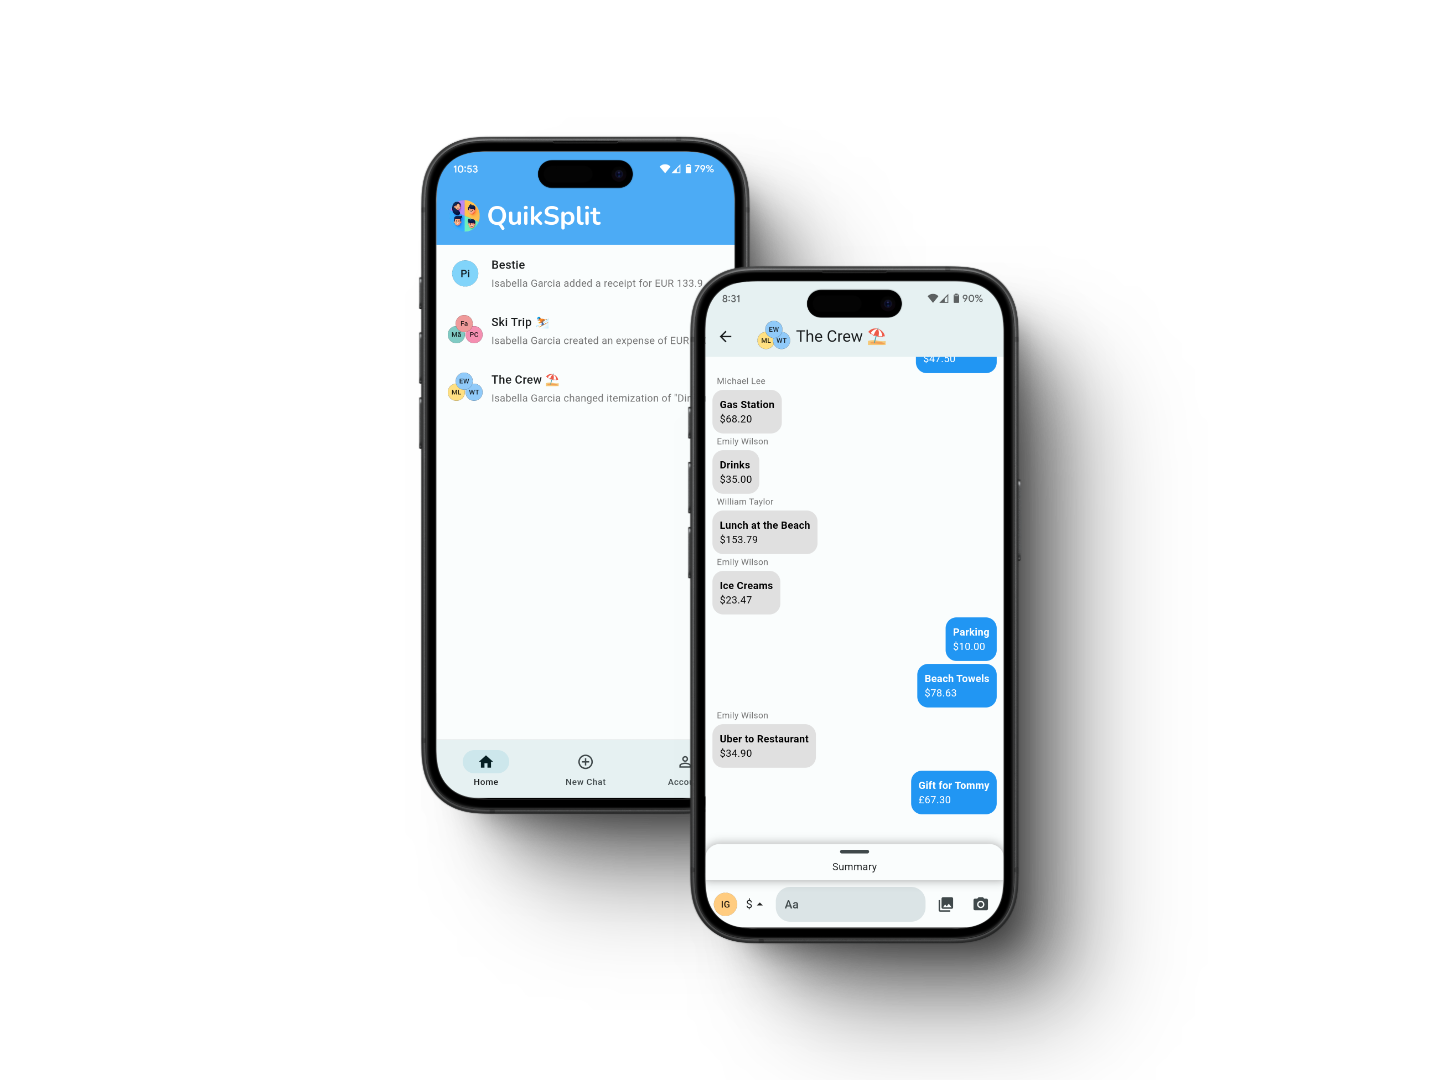 10:53
79%
QuikSplit
Pi
Bestie
Isabella Garcia added a receipt for EUR 133.9
Fa
Mä PC
Ski Trip ⛷️
Isabella Garcia created an expense of EUR
EW
ML WT
The Crew ⛱️
Isabella Garcia changed itemization of "Din
Home
New Chat
Accou
8:31
90%
EW
ML WT
The Crew ⛱️
$47.50
Michael Lee
Gas Station
$68.20
Emily Wilson
Drinks
$35.00
William Taylor
Lunch at the Beach
$153.79
Emily Wilson
Ice Creams
$23.47
Parking
$10.00
Beach Towels
$78.63
Emily Wilson
Uber to Restaurant
$34.90
Gift for Tommy
£67.30
Summary
IG
$
Aa